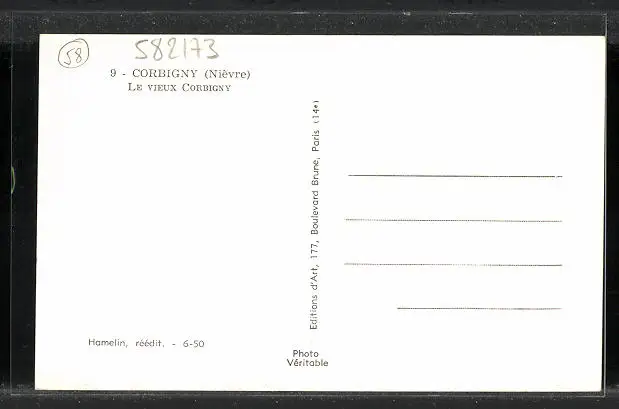 58
582173
9 - CORBIGNY (Nièvre)
LE VIEUX CORBIGNY
Editions d'Art, 177, Boulevard Brune, Paris (14e)
Hamelin, réédit. - 6-50
Photo
Véritable